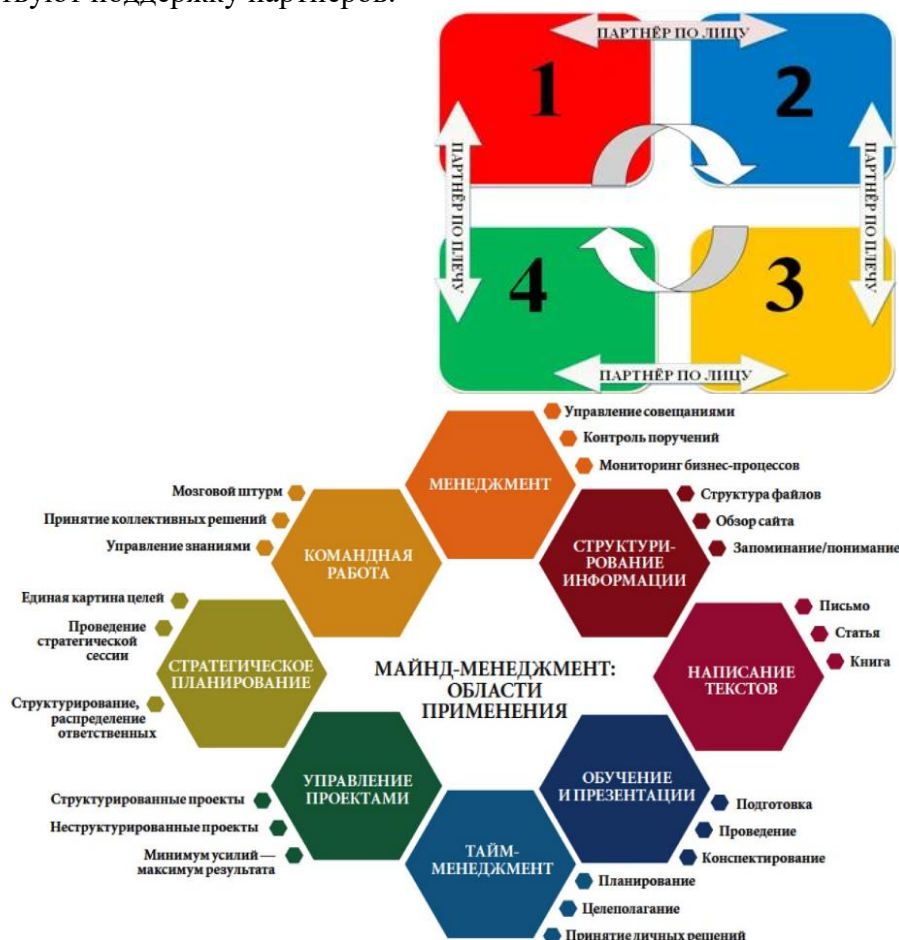 ствуют поддержку партнеров.
ПАРТНЁР ПО ЛИЦУ
1
2
ПАРТНЁР ПО ПЛЕЧУ
ПАРТНЁР ПО ПЛЕЧУ
4
3
ПАРТНЁР ПО ЛИЦУ
МЕНЕДЖМЕНТ
Управление совещаниями
Контроль поручений
Мониторинг бизнес-процессов
Мозговой штурм
Принятие коллективных решений
Управление знаниями
КОМАНДНАЯ
РАБОТА
СТРУКТУРИ-
РОВАНИЕ
ИНФОРМАЦИИ
Структура файлов
Обзор сайта
Запоминание/понимание
Единая картина целей
Проведение
стратегической
сессии
Структурирование,
распределение
ответственных
СТРАТЕГИЧЕСКОЕ
ПЛАНИРОВАНИЕ
МАЙНД-МЕНЕДЖМЕНТ:
ОБЛАСТИ
ПРИМЕНЕНИЯ
НАПИСАНИЕ
ТЕКСТОВ
Письмо
Статья
Книга
Структурированные проекты
Неструктурированные проекты
Минимум усилий —
максимум результата
УПРАВЛЕНИЕ
ПРОЕКТАМИ
ОБУЧЕНИЕ
И ПРЕЗЕНТАЦИИ
Подготовка
Проведение
Конспектирование
ТАЙМ-
МЕНЕДЖМЕНТ
Планирование
Целеполагание
Принятие личных решений